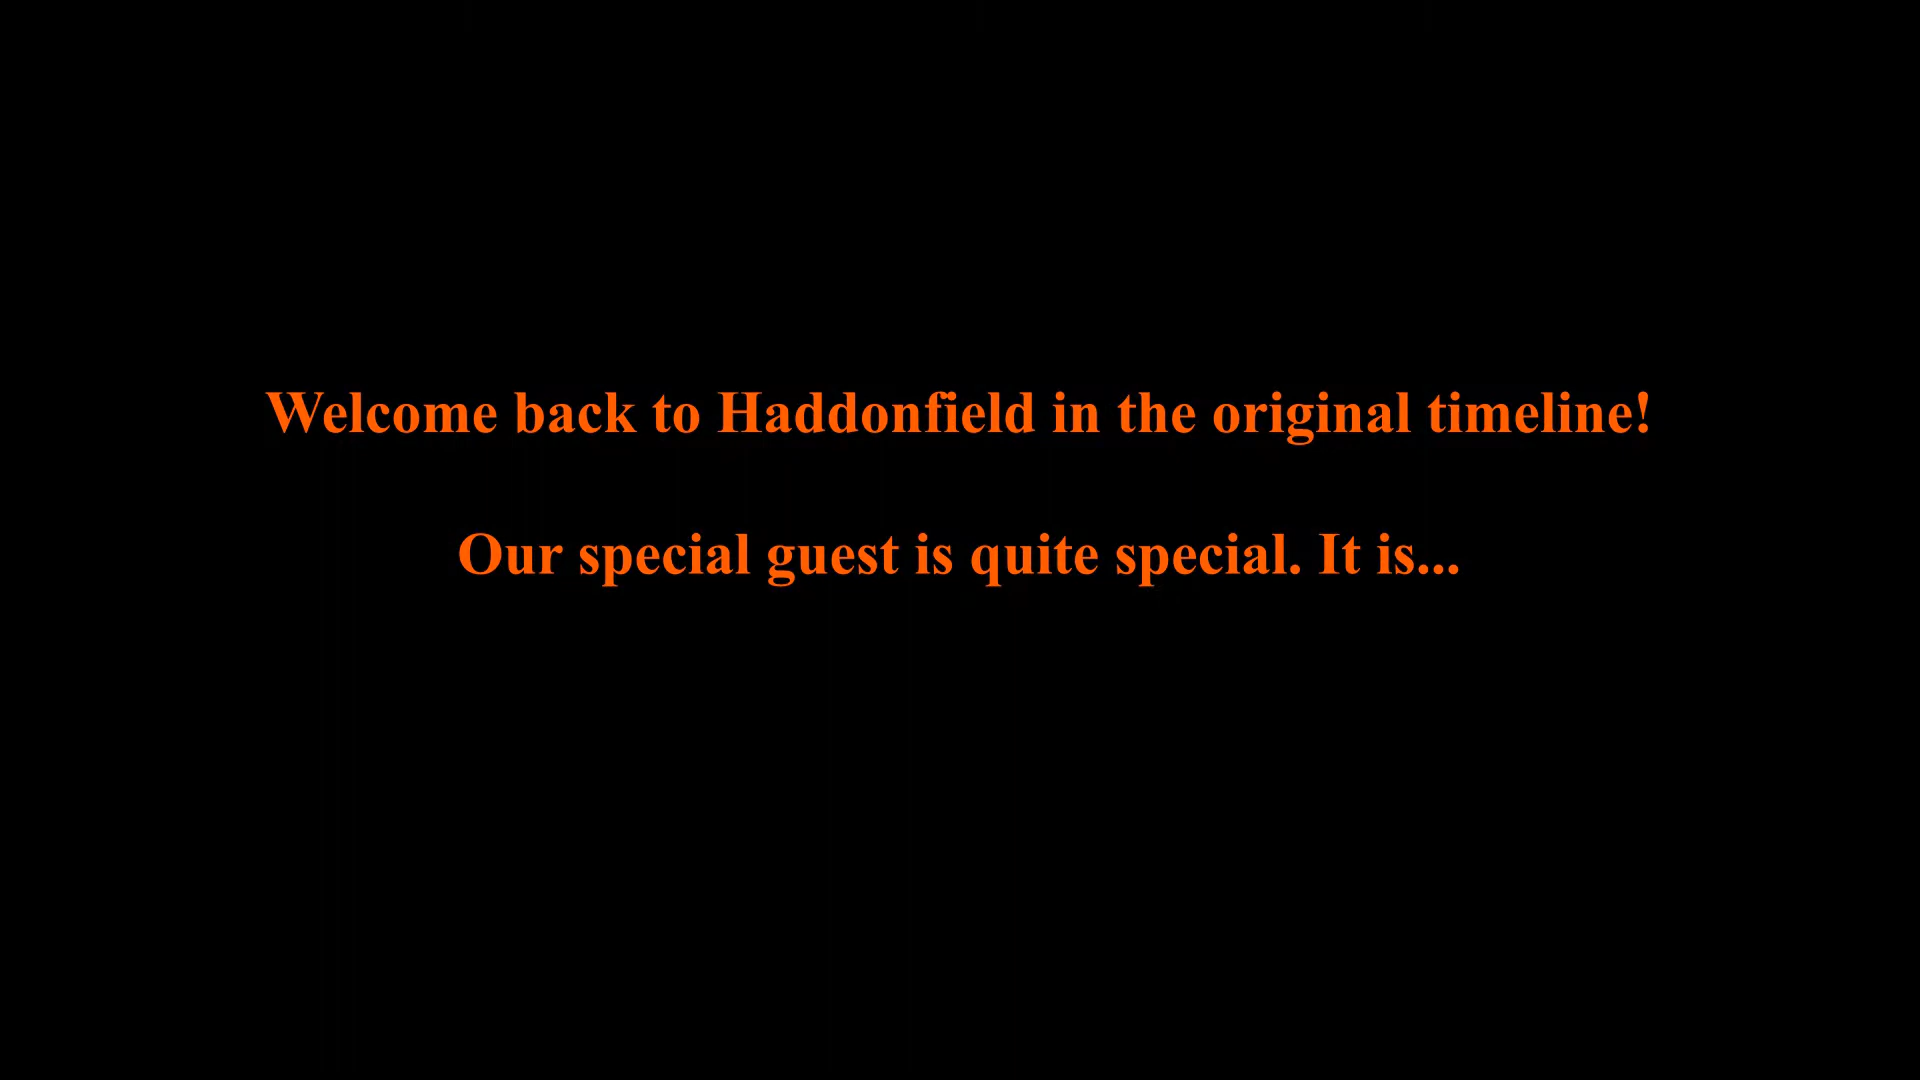 Welcome back to Haddonfield in the original timeline!
Our special guest is quite special. It is...